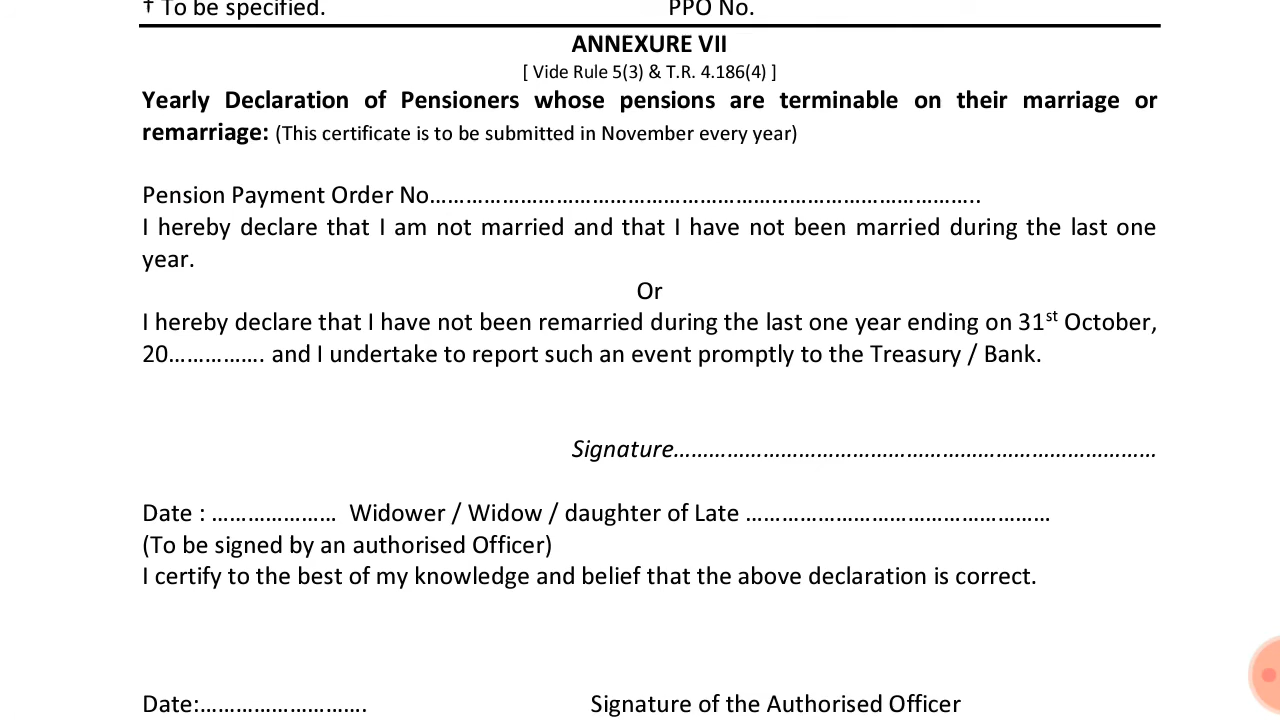 † To be specified. PPO No.
ANNEXURE VII
[ Vide Rule 5(3) & T.R. 4.186(4) ]
Yearly Declaration of Pensioners whose pensions are terminable on their marriage or
remarriage: (This certificate is to be submitted in November every year)
Pension Payment Order No………………………………………………………………………………..
I hereby declare that I am not married and that I have not been married during the last one
year.
Or
I hereby declare that I have not been remarried during the last one year ending on 31st October,
20……………. and I undertake to report such an event promptly to the Treasury / Bank.
Signature……………………………………………………………………
Date : ………………… Widower / Widow / daughter of Late ……………………………………………
(To be signed by an authorised Officer)
I certify to the best of my knowledge and belief that the above declaration is correct.
Date:………………………. Signature of the Authorised Officer